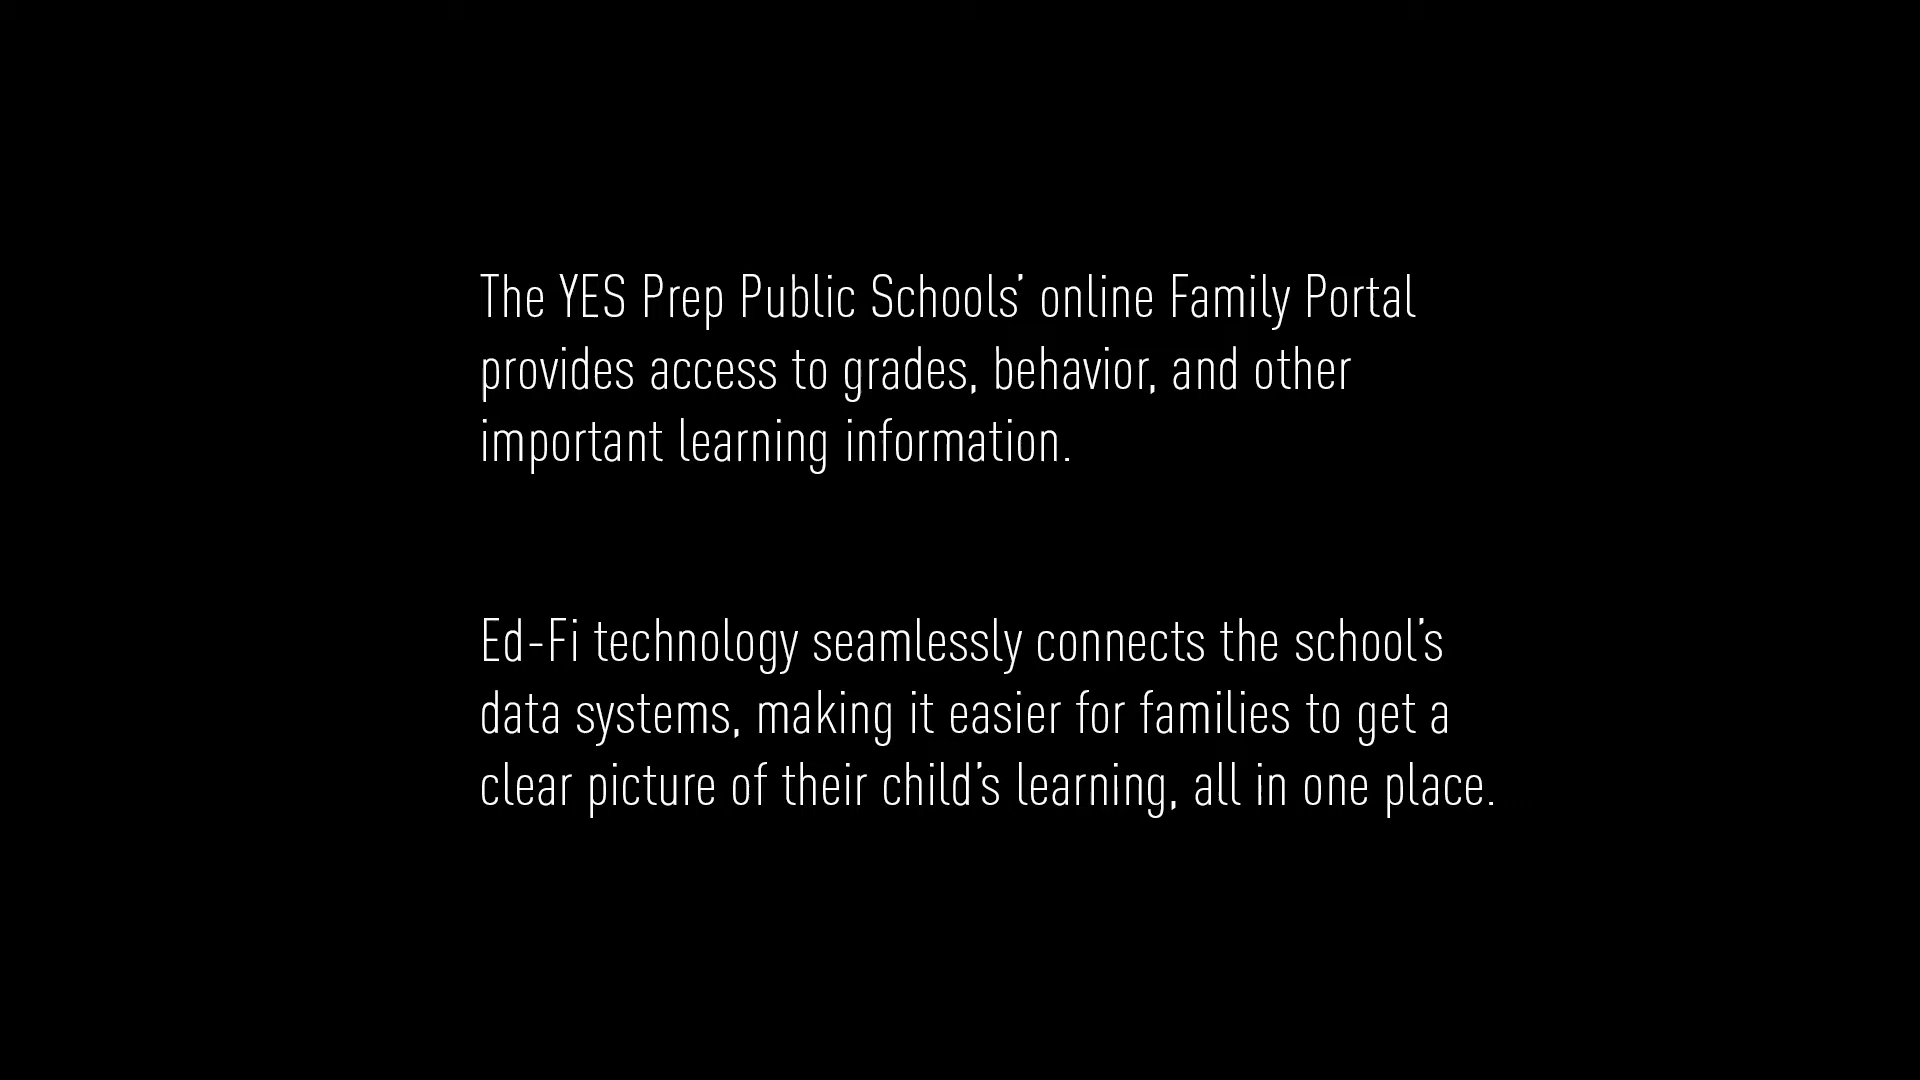 The YES Prep Public Schools’ online Family Portal
provides access to grades, behavior, and other
important learning information.
Ed-Fi technology seamlessly connects the school’s
data systems, making it easier for families to get a
clear picture of their child’s learning, all in one place.